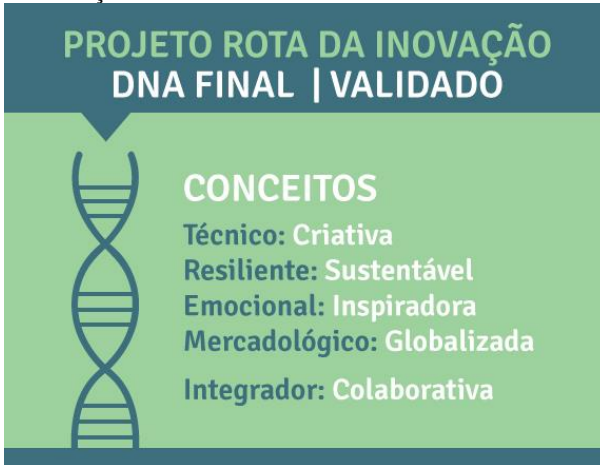 PROJETO ROTA DA INOVAÇÃO
DNA FINAL | VALIDADO
CONCEITOS
Técnico: Criativa
Resiliente: Sustentável
Emocional: Inspiradora
Mercadológico: Globalizada
Integrador: Colaborativa